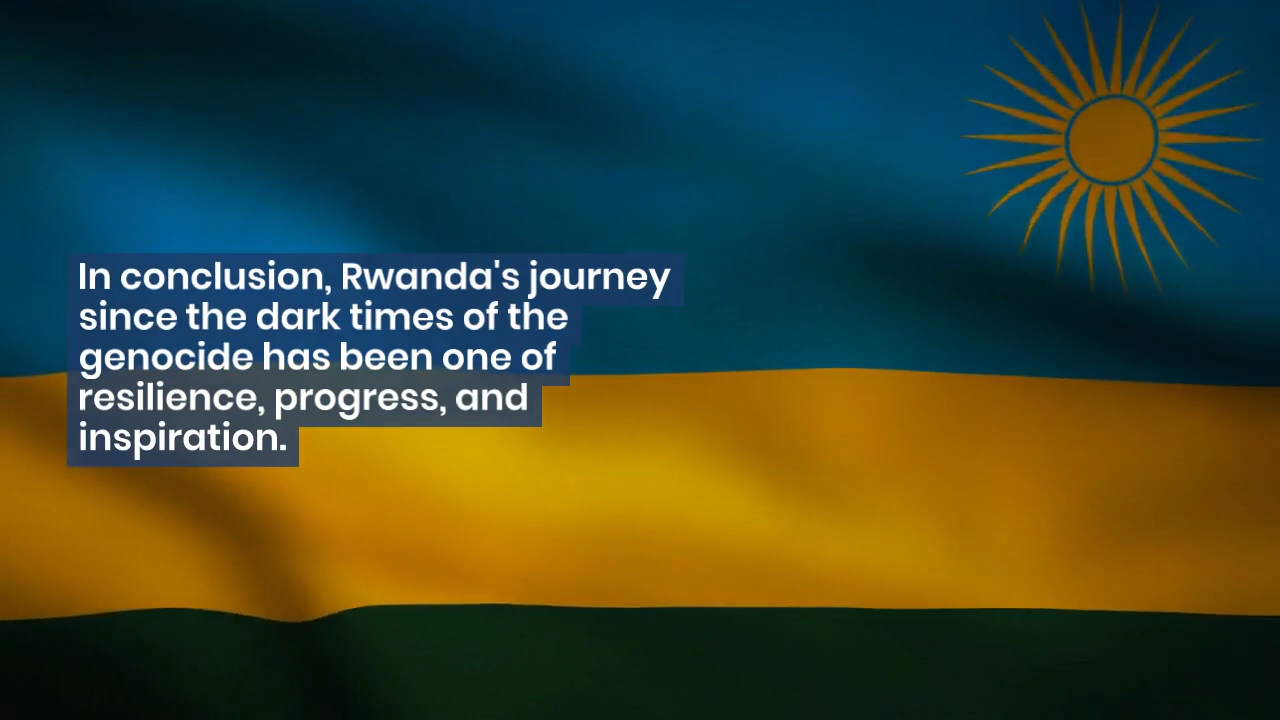 In conclusion, Rwanda's journey
since the dark times of the
genocide has been one of
resilience, progress, and
inspiration.